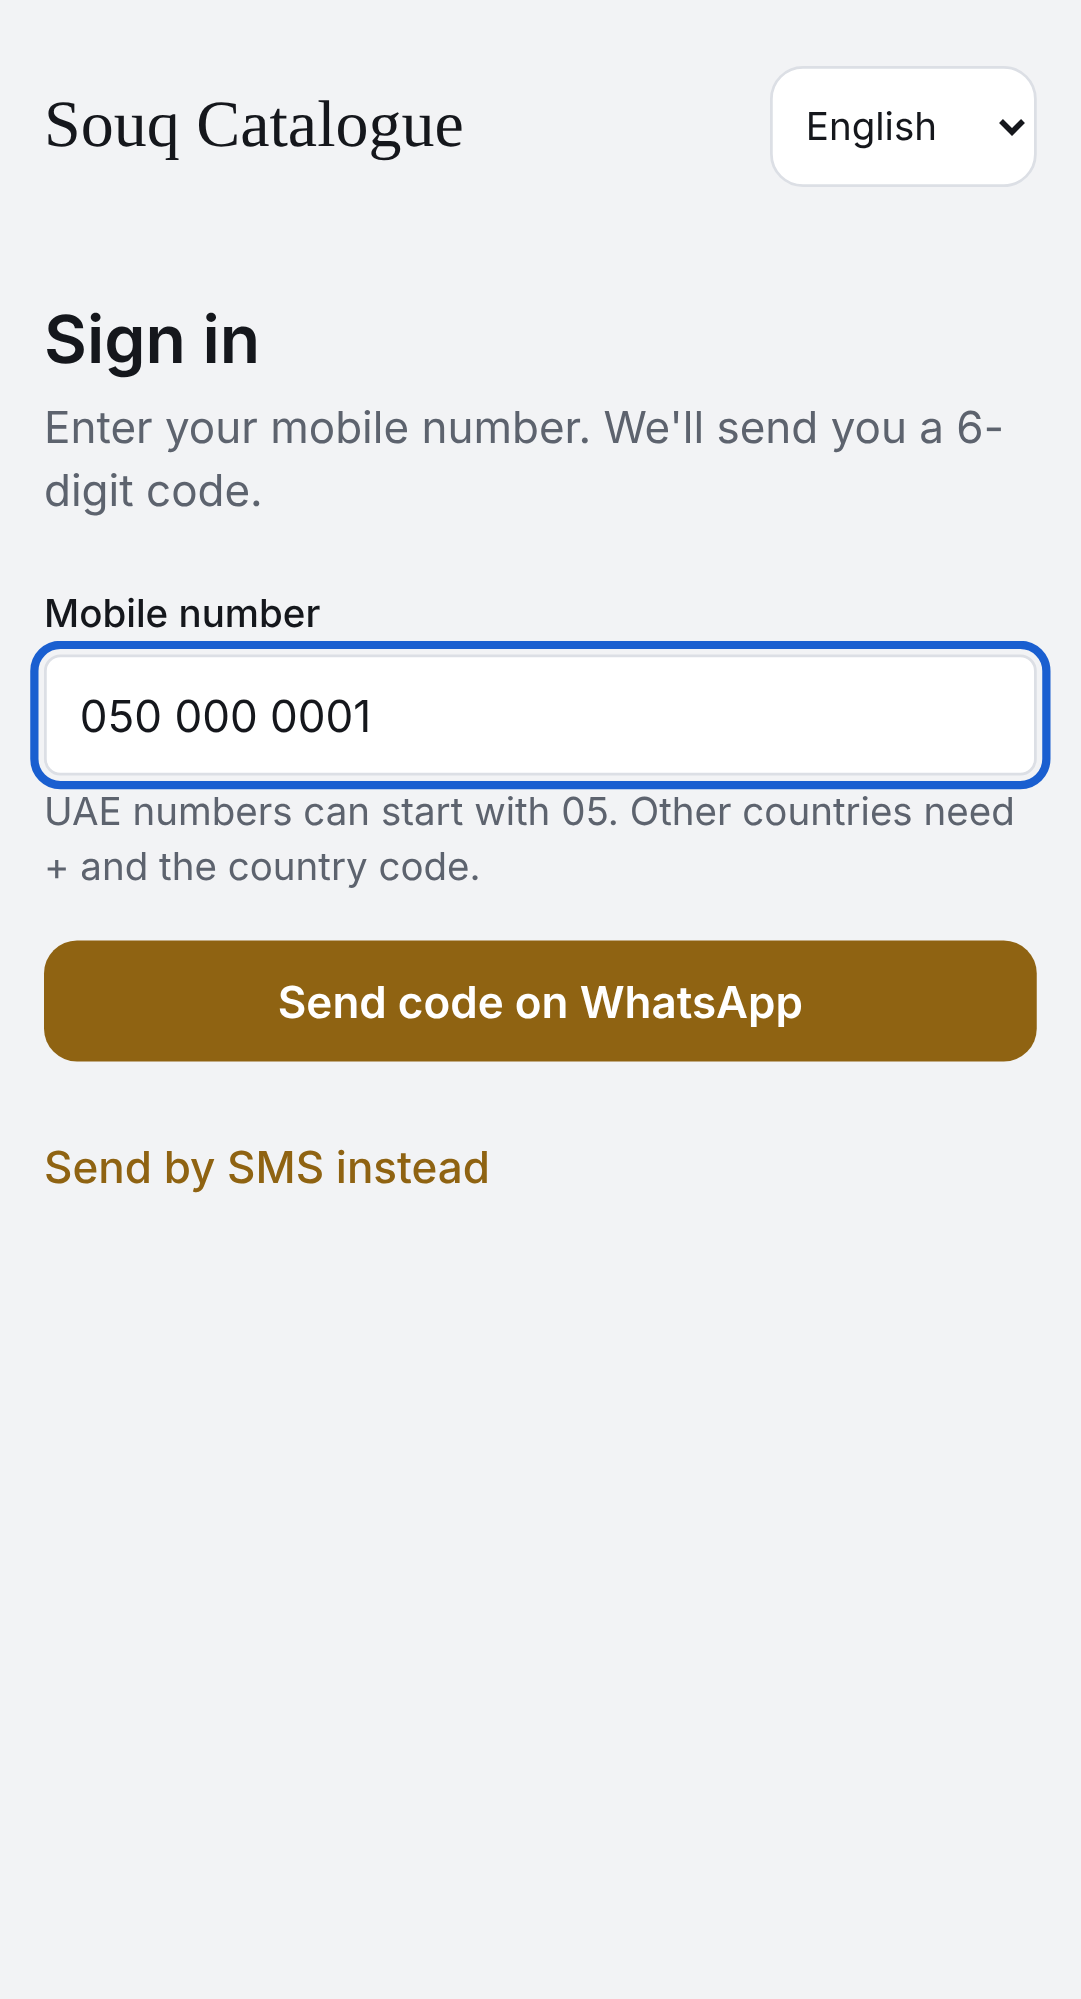 Souq Catalogue
English
Sign in
Enter your mobile number. We'll send you a 6-
digit code.
Mobile number
050 000 0001
UAE numbers can start with 05. Other countries need
+ and the country code.
Send code on WhatsApp
Send by SMS instead